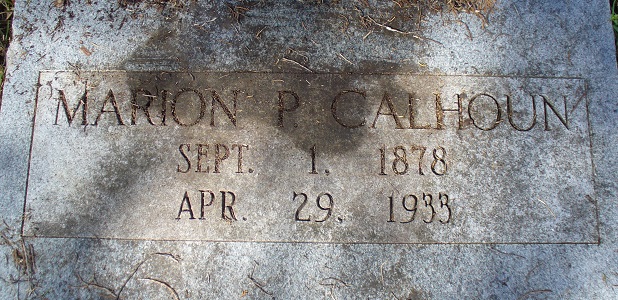 MARION P. CALHOUN
SEPT. 1. 1878
APR. 29. 1933